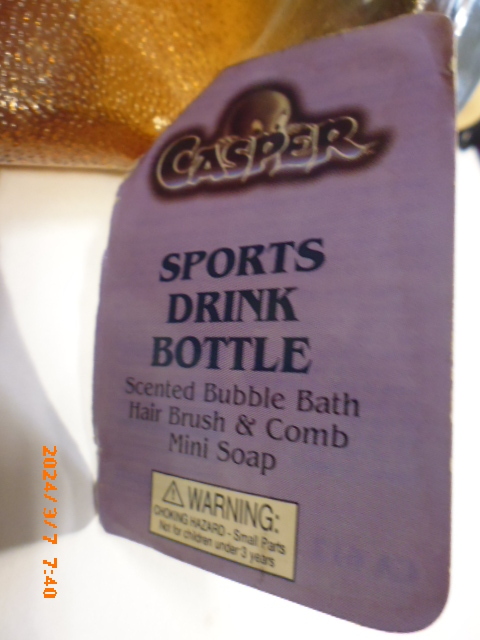 CASPER
SPORTS
DRINK
BOTTLE
Scented Bubble Bath
Hair Brush & Comb
Mini Soap
WARNING:
CHOKING HAZARD - Small Parts
Not for children under 3 years
2024/3/7 7:40